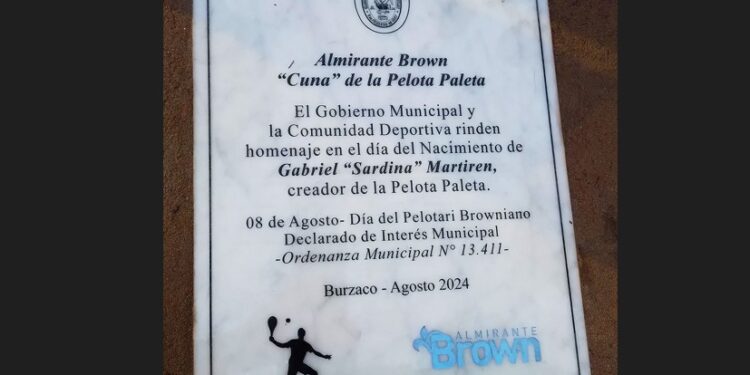 Almirante Brown
“Cuna” de la Pelota Paleta
El Gobierno Municipal y
la Comunidad Deportiva rinden
homenaje en el día del Nacimiento de
Gabriel “Sardina” Martiren,
creador de la Pelota Paleta.
08 de Agosto- Día del Pelotari Browniano
Declarado de Interés Municipal
-Ordenanza Municipal N° 13.411-
Burzaco - Agosto 2024
ALMIRANTE
Brown